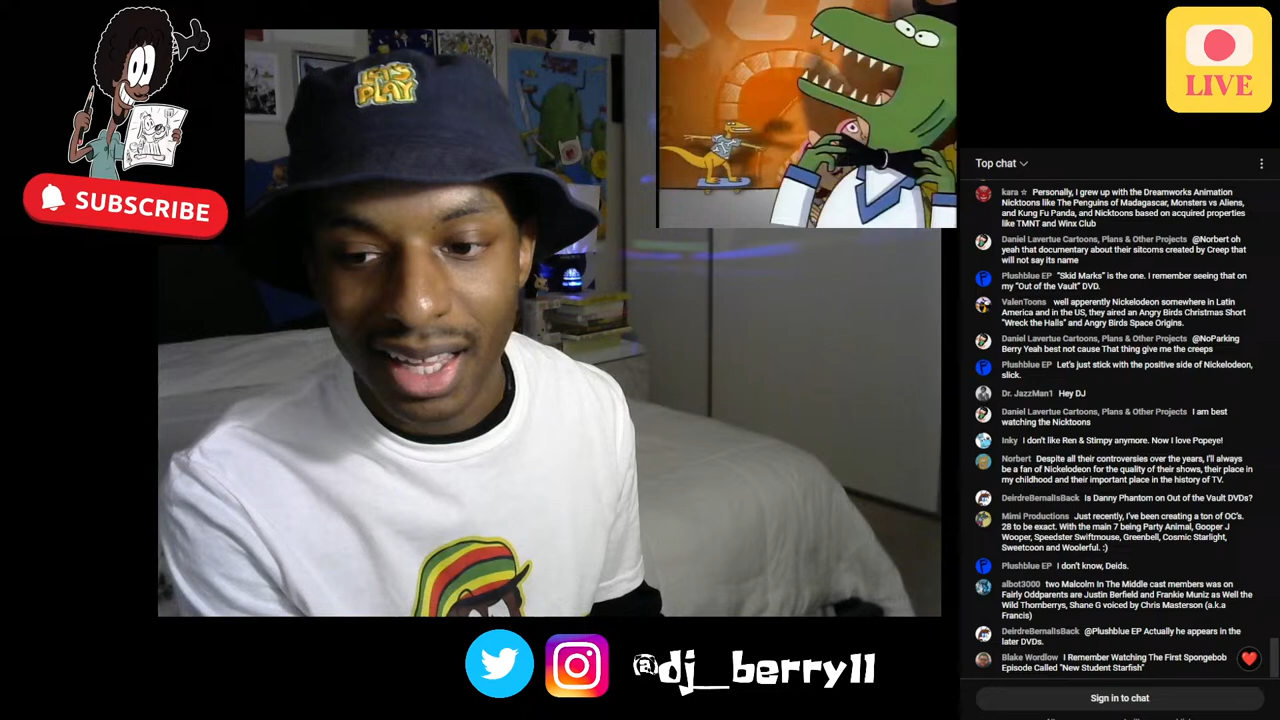 LET'S
PLAY
SUBSCRIBE
LIVE
Top chat
kara ☆ Personally, I grew up with the Dreamworks Animation
Nicktoons like The Penguins of Madagascar, Monsters vs Aliens,
and Kung Fu Panda, and Nicktoons based on acquired properties
like TMNT and Winx Club
Daniel Lavertue Cartoons, Plans & Other Projects @Norbert oh
yeah that documentary about their sitcoms created by Creep that
will not say its name
Plushblue EP "Skid Marks" is the one. I remember seeing that on
my "Out of the Vault" DVD.
ValenToons well apperently Nickelodeon somewhere in Latin
America and in the US, they aired an Angry Birds Christmas Short
"Wreck the Halls" and Angry Birds Space Origins.
Daniel Lavertue Cartoons, Plans & Other Projects @NoParking
Berry Yeah best not cause That thing give me the creeps
Plushblue EP Let's just stick with the positive side of Nickelodeon,
slick.
Dr. JazzMan1 Hey DJ
Daniel Lavertue Cartoons, Plans & Other Projects I am best
watching the Nicktoons
Inky I don't like Ren & Stimpy anymore. Now I love Popeye!
Norbert Despite all their controversies over the years, I'll always
be a fan of Nickelodeon for the quality of their shows, their place in
my childhood and their important place in the history of TV.
DeirdreBernalIsBack Is Danny Phantom on Out of the Vault DVDs?
Mimi Productions Just recently, I've been creating a ton of OC's.
28 to be exact. With the main 7 being Party Animal, Gooper J
Wooper, Speedster Swiftmouse, Greenbell, Cosmic Starlight,
Sweetcoon and Woolerful. :)
Plushblue EP I don't know, Deids.
albot3000 two Malcolm In The Middle cast members was on
Fairly Oddparents are Justin Berfield and Frankie Muniz as Well the
Wild Thornberrys, Shane G voiced by Chris Masterson (a.k.a
Francis)
DeirdreBernalIsBack @Plushblue EP Actually he appears in the
later DVDs.
Blake Wordlow I Remember Watching The First Spongebob
Episode Called "New Student Starfish"
Sign in to chat
@dj_berry11